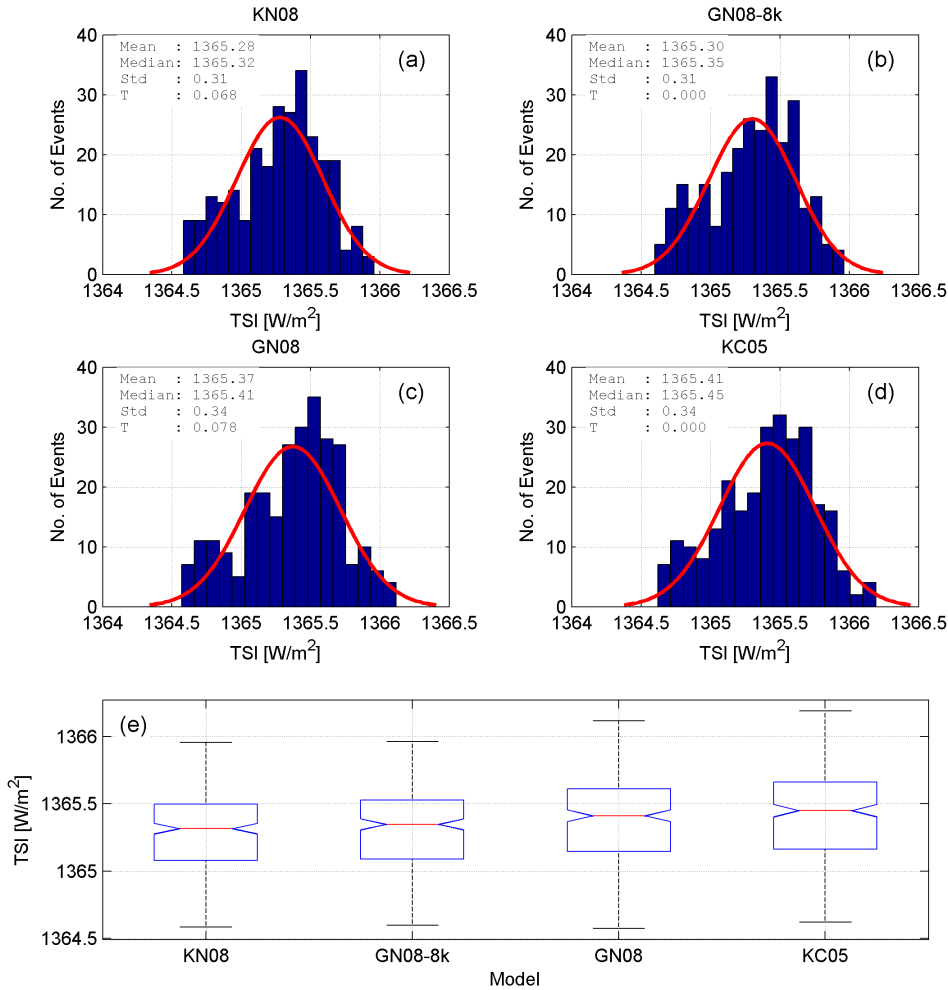 KN08
(a)
Mean : 1365.28
Median: 1365.32
Std : 0.31
T : 0.068
No. of Events
40
30
20
10
0
1364 1364.5 1365 1365.5 1366 1366.5
TSI [W/m²]
GN08-8k
(b)
Mean : 1365.30
Median: 1365.35
Std : 0.31
T : 0.000
No. of Events
40
30
20
10
0
1364 1364.5 1365 1365.5 1366 1366.5
TSI [W/m²]
GN08
(c)
Mean : 1365.37
Median: 1365.41
Std : 0.34
T : 0.078
No. of Events
40
30
20
10
0
1364 1364.5 1365 1365.5 1366 1366.5
TSI [W/m²]
KC05
(d)
Mean : 1365.41
Median: 1365.45
Std : 0.34
T : 0.000
No. of Events
40
30
20
10
0
1364 1364.5 1365 1365.5 1366 1366.5
TSI [W/m²]
(e)
TSI [W/m²]
1366
1365.5
1365
1364.5
KN08 GN08-8k GN08 KC05
Model